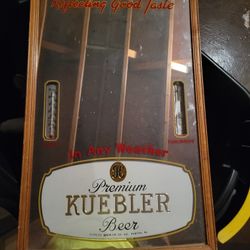 Reflecting Good Taste
In Any Weather
Premium
KUEBLER
Beer